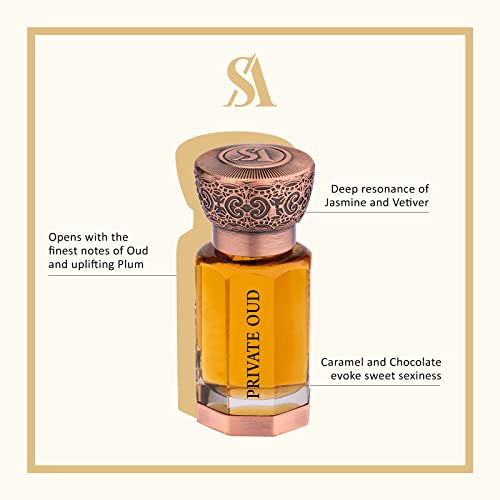 SA
SA
Deep resonance of
Jasmine and Vetiver
Opens with the
finest notes of Oud
and uplifting Plum
PRIVATE OUD
Caramel and Chocolate
evoke sweet sexiness